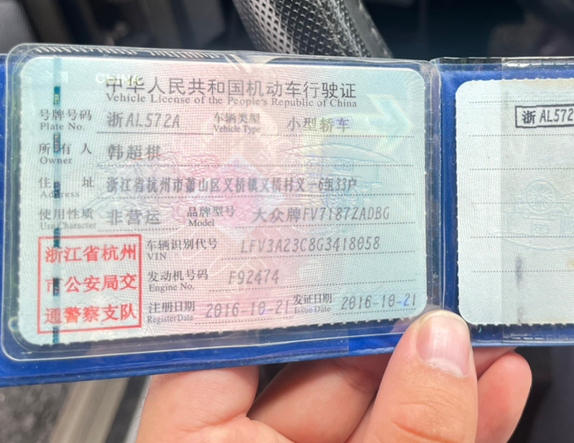 中华人民共和国机动车行驶证
Vehicle License of the People's Republic of China
号牌号码 浙AL572A 车辆类型 小型轿车
Plate No. Vehicle Type
所有人 韩超棋
Owner
住址 浙江省杭州市萧山区义桥镇义桥村义一6组33户
Address
使用性质 非营运 品牌型号 大众牌FV7187ZADBG
Use Character Model
浙江省杭州
市公安局交
通警察支队
车辆识别代号 LFV3A23C8G3418058
VIN
发动机号码 F92474
Engine No.
注册日期 2016-10-21 发证日期 2016-10-21
Register Date Issue Date
浙AL572